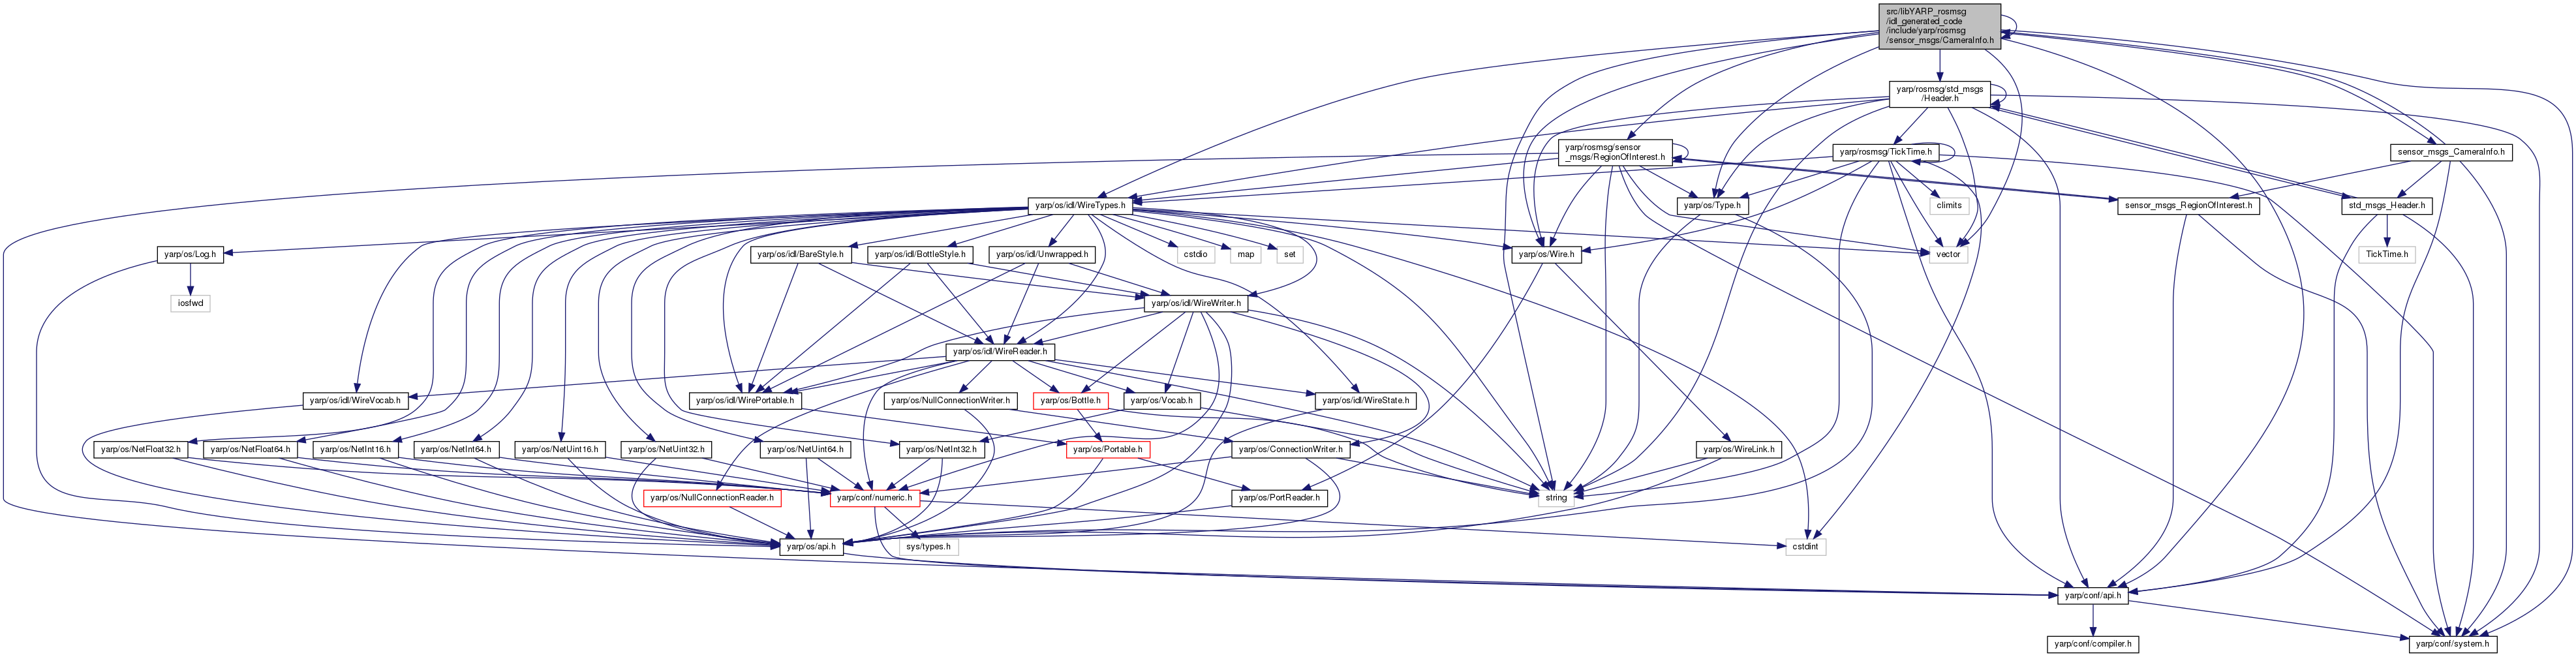 src/libYARP_rosmsg
/idl_generated_code
/include/yarp/rosmsg
/sensor_msgs/CameraInfo.h
yarp/rosmsg/std_msgs
/Header.h
yarp/rosmsg/sensor
_msgs/RegionOfInterest.h
yarp/rosmsg/TickTime.h
sensor_msgs_CameraInfo.h
yarp/os/idl/WireTypes.h
yarp/os/Type.h
climits
sensor_msgs_RegionOfInterest.h
std_msgs_Header.h
yarp/os/Log.h
yarp/os/idl/BareStyle.h
yarp/os/idl/BottleStyle.h
yarp/os/idl/Unwrapped.h
cstdio
map
set
yarp/os/Wire.h
vector
TickTime.h
iosfwd
yarp/os/idl/WireWriter.h
yarp/os/idl/WireReader.h
yarp/os/idl/WireVocab.h
yarp/os/idl/WirePortable.h
yarp/os/NullConnectionWriter.h
yarp/os/Bottle.h
yarp/os/Vocab.h
yarp/os/idl/WireState.h
yarp/os/NetFloat32.h
yarp/os/NetFloat64.h
yarp/os/NetInt16.h
yarp/os/NetInt64.h
yarp/os/NetUint16.h
yarp/os/NetUint32.h
yarp/os/NetUint64.h
yarp/os/NetInt32.h
yarp/os/Portable.h
yarp/os/ConnectionWriter.h
yarp/os/WireLink.h
yarp/os/NullConnectionReader.h
yarp/conf/numeric.h
yarp/os/PortReader.h
string
yarp/os/api.h
sys/types.h
cstdint
yarp/conf/api.h
yarp/conf/compiler.h
yarp/conf/system.h